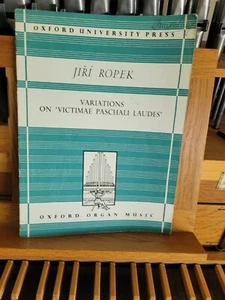 OXFORD UNIVERSITY PRESS
JIŘÍ ROPEK
VARIATIONS
ON 'VICTIMAE PASCHALI LAUDES'
OXFORD ORGAN MUSIC